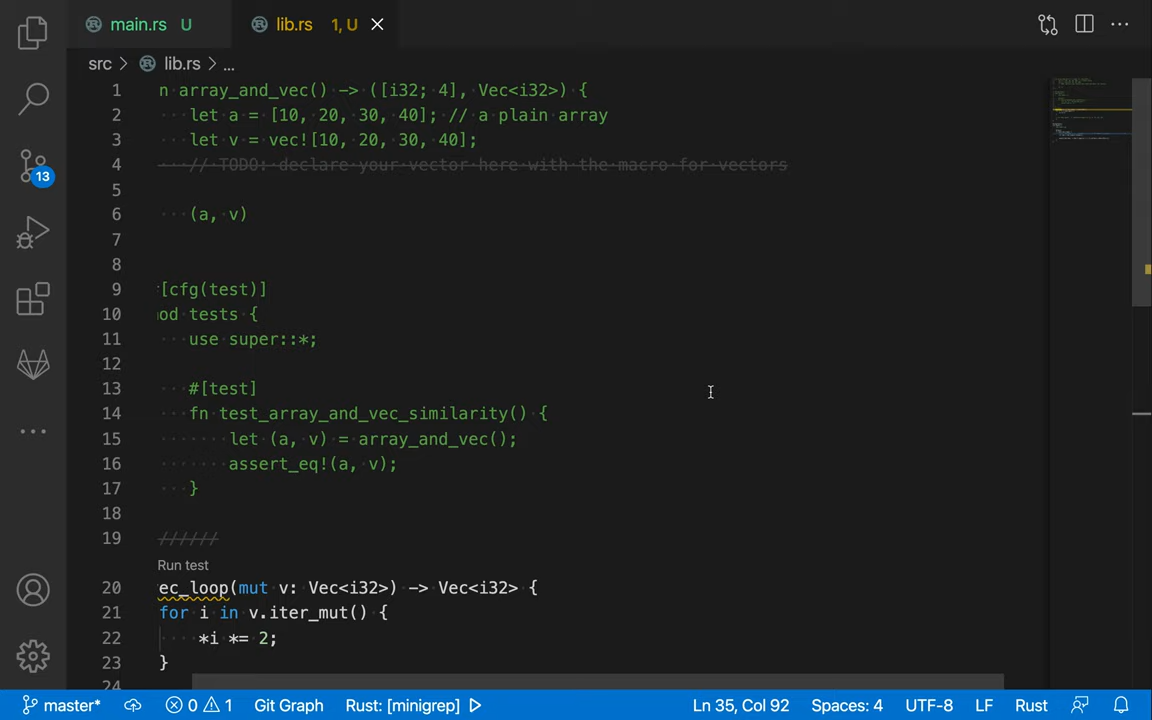 main.rs U lib.rs 1, U
src > lib.rs > ...
1 n array_and_vec() -> ([i32; 4], Vec<i32>) {
2 let a = [10, 20, 30, 40]; // a plain array
3 let v = vec![10, 20, 30, 40];
4 // TODO: declare your vector here with the macro for vectors
5
6 (a, v)
7
8
9 [cfg(test)]
10 od tests {
11 use super::*;
12
13 #[test]
14 fn test_array_and_vec_similarity() {
15 let (a, v) = array_and_vec();
16 assert_eq!(a, v);
17 }
18
19 //////
Run test
20 ec_loop(mut v: Vec<i32>) -> Vec<i32> {
21 for i in v.iter_mut() {
22 *i *= 2;
23 }
24
13
master* 0 1 Git Graph Rust: [minigrep] Ln 35, Col 92 Spaces: 4 UTF-8 LF Rust